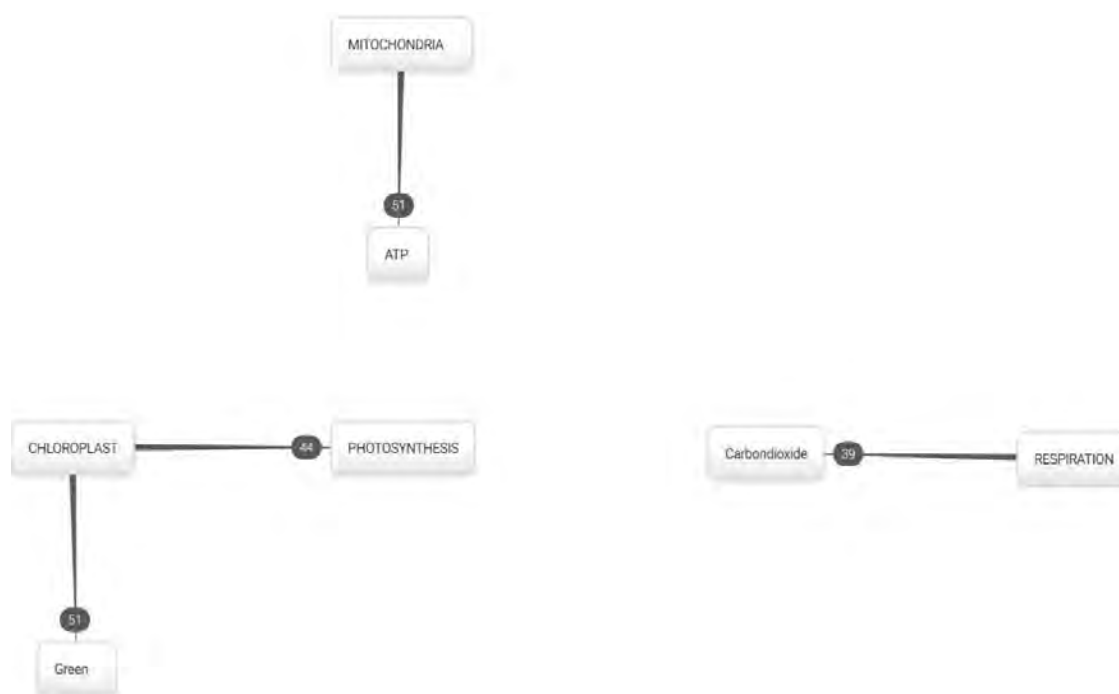 MITOCHONDRIA
51
ATP
CHLOROPLAST
44
PHOTOSYNTHESIS
Carbondioxide
39
RESPIRATION
51
Green